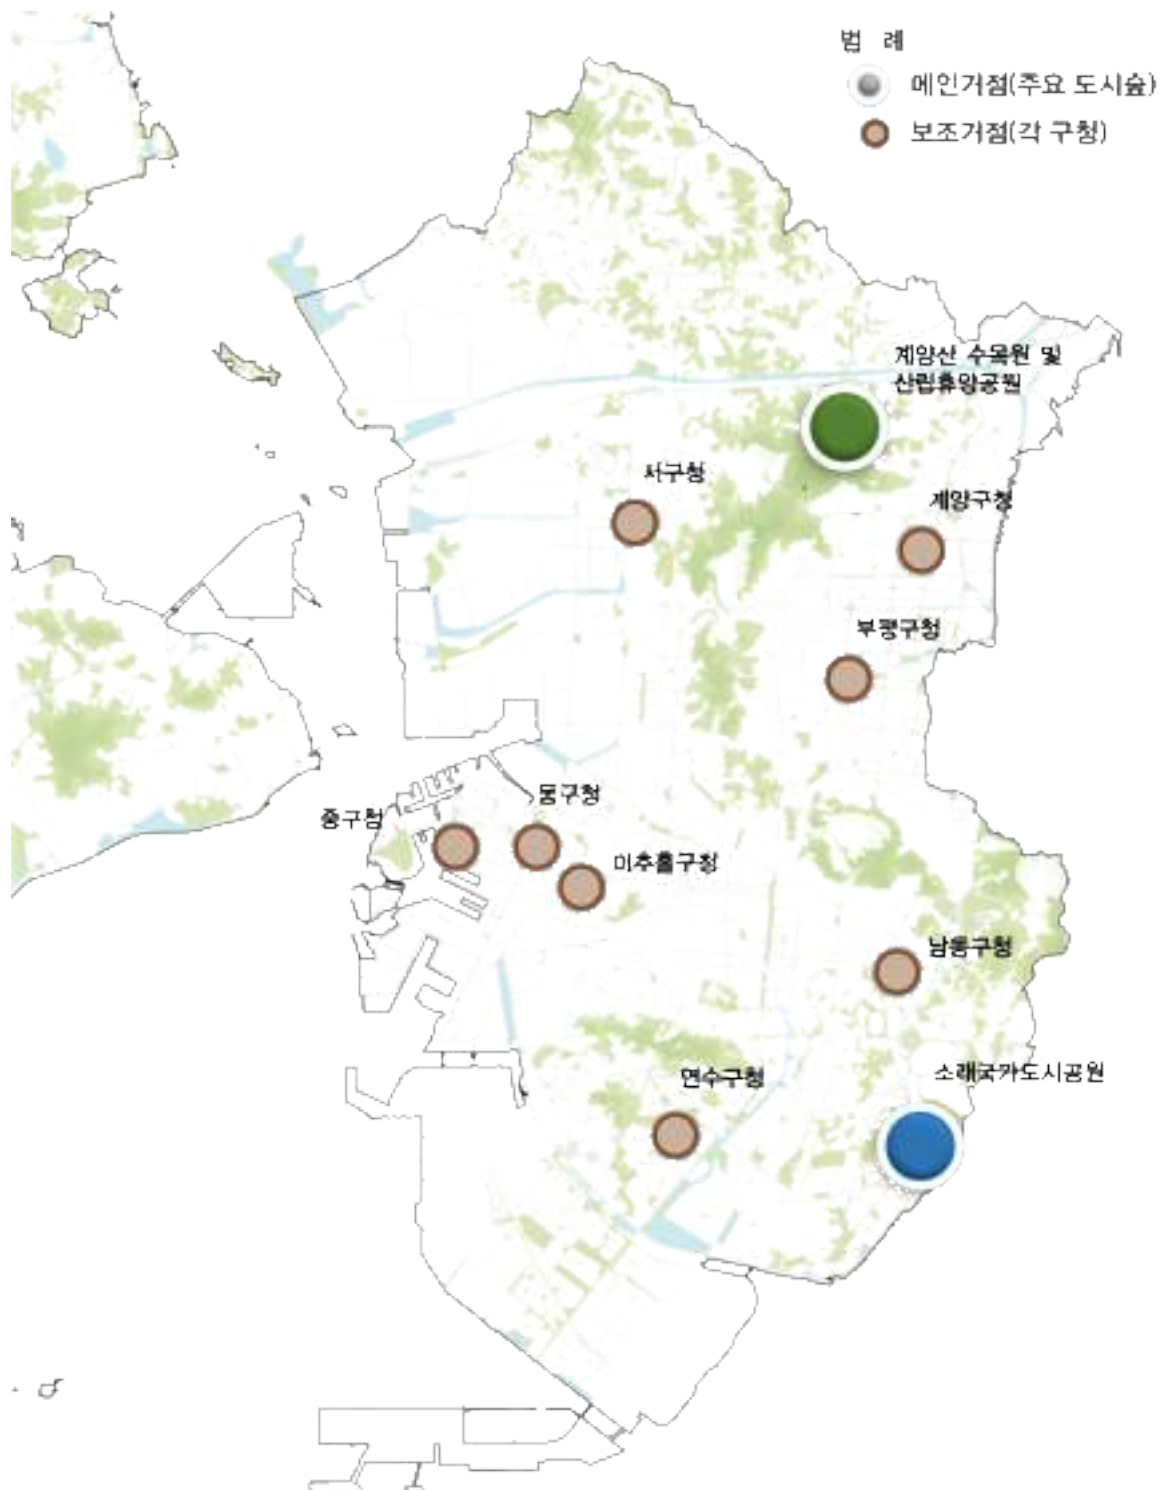 범 례
메인거점(주요 도시숲)
보조거점(각 구청)
계양산 수목원 및
산림휴양공원
서구청
계양구청
부평구청
동구청
중구청
미추홀구청
남동구청
연수구청
소래국가도시공원